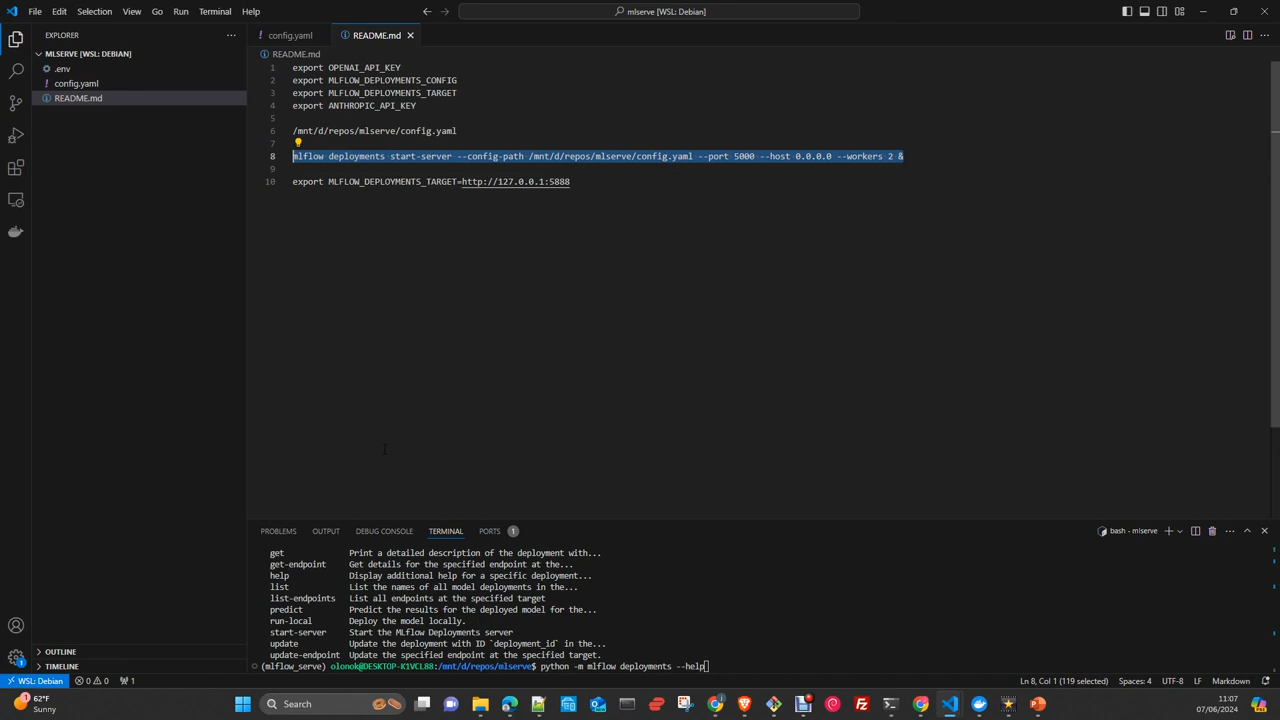 File Edit Selection View Go Run Terminal Help
mlserve [WSL: Debian]
EXPLORER
MLSERVE [WSL: DEBIAN]
.env
config.yaml
README.md
OUTLINE
TIMELINE
config.yaml README.md
README.md
1 export OPENAI_API_KEY
2 export MLFLOW_DEPLOYMENTS_CONFIG
3 export MLFLOW_DEPLOYMENTS_TARGET
4 export ANTHROPIC_API_KEY
5
6 /mnt/d/repos/mlserve/config.yaml
7
8 mlflow deployments start-server --config-path /mnt/d/repos/mlserve/config.yaml --port 5000 --host 0.0.0.0 --workers 2 &
9
10 export MLFLOW_DEPLOYMENTS_TARGET=http://127.0.0.1:5888
PROBLEMS OUTPUT DEBUG CONSOLE TERMINAL PORTS 1
bash - mlserve
get Print a detailed description of the deployment with...
get-endpoint Get details for the specified endpoint at the...
help Display additional help for a specific deployment...
list List the names of all model deployments in the...
list-endpoints List all endpoints at the specified target
predict Predict the results for the deployed model for the...
run-local Deploy the model locally.
start-server Start the MLflow Deployments server
update Update the deployment with ID `deployment_id` in the...
update-endpoint Update the specified endpoint at the specified target.
(mlflow_serve) olonok@DESKTOP-K1VCL88:/mnt/d/repos/mlserve$ python -m mlflow deployments --help
WSL: Debian 0 0 1
Ln 8, Col 1 (119 selected) Spaces: 4 UTF-8 LF Markdown
62°F
Sunny
Search
11:07
07/06/2024